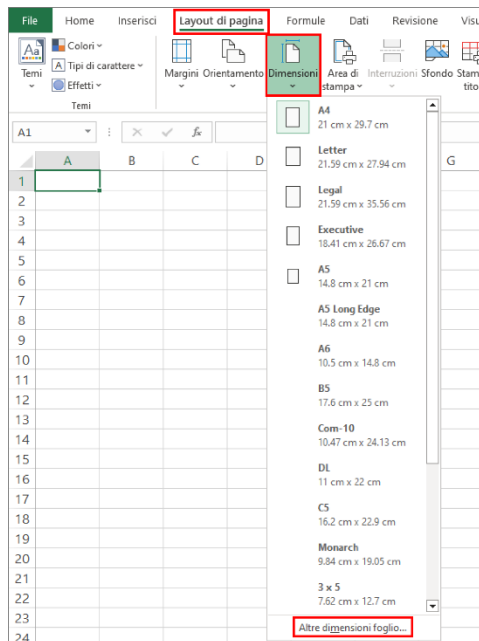 File Home Inserisci Layout di pagina Formule Dati Revisione Visu
Aa Colori
A Tipi di carattere
Effetti
Temi Margini Orientamento Dimensioni Area di stampa Interruzioni Sfondo Stam
tito
Temi
A1 fx
A B C D G
1
2
3
4
5
6
7
8
9
10
11
12
13
14
15
16
17
18
19
20
21
22
23
24
A4
21 cm x 29.7 cm
Letter
21.59 cm x 27.94 cm
Legal
21.59 cm x 35.56 cm
Executive
18.41 cm x 26.67 cm
A5
14.8 cm x 21 cm
A5 Long Edge
14.8 cm x 21 cm
A6
10.5 cm x 14.8 cm
B5
17.6 cm x 25 cm
Com-10
10.47 cm x 24.13 cm
DL
11 cm x 22 cm
C5
16.2 cm x 22.9 cm
Monarch
9.84 cm x 19.05 cm
3 x 5
7.62 cm x 12.7 cm
Altre dimensioni foglio...